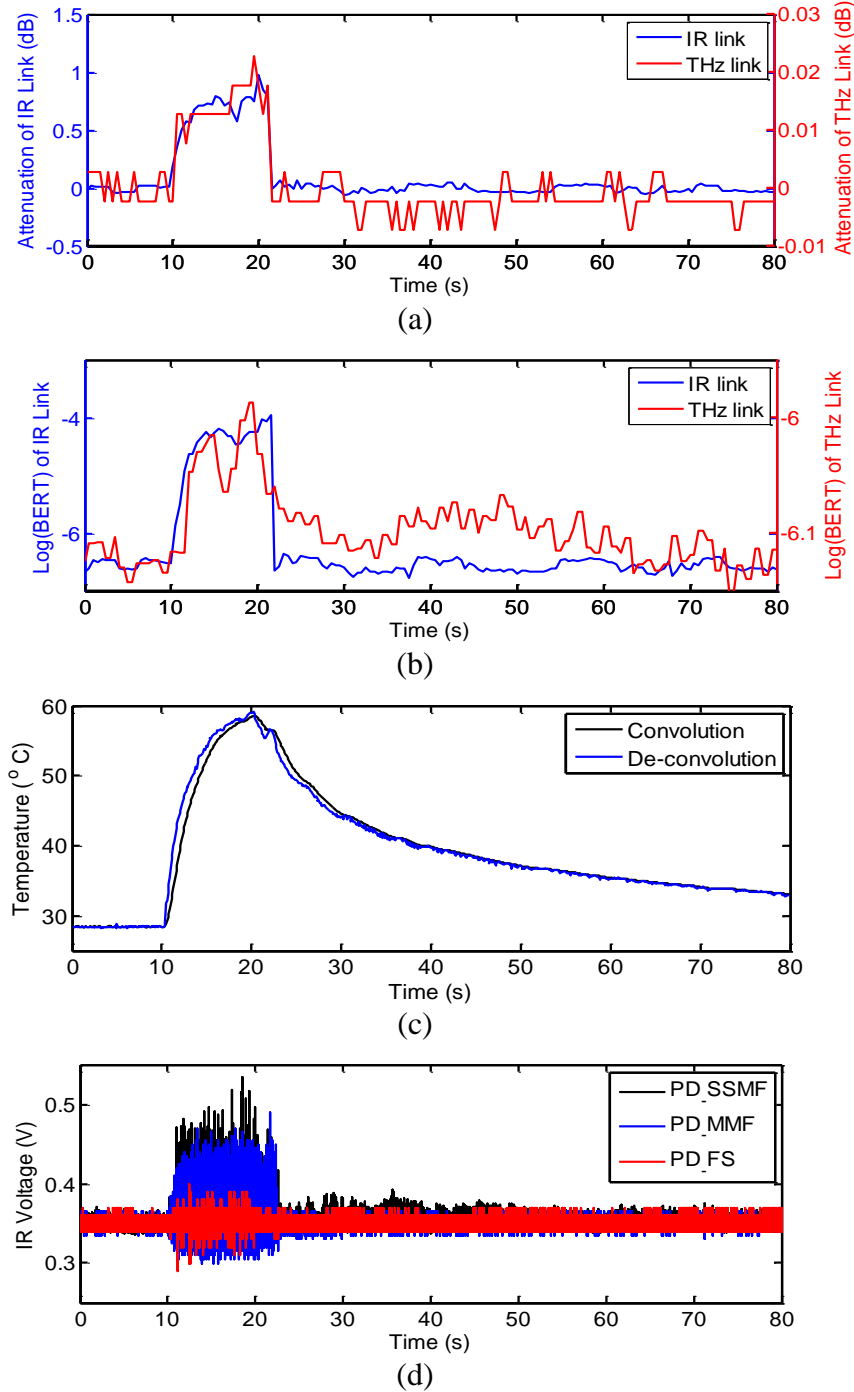 1.5
1
0.5
0
-0.5
Attenuation of IR Link (dB)
0.03
0.02
0.01
0
-0.01
Attenuation of THz Link (dB)
IR link
THz link
0 10 20 30 40 50 60 70 80
Time (s)
(a)
-4
-6
Log(BERT) of IR Link
-6
-6.1
Log(BERT) of THz Link
IR link
THz link
0 10 20 30 40 50 60 70 80
Time (s)
(b)
60
50
40
30
Temperature (° C)
Convolution
De-convolution
0 10 20 30 40 50 60 70 80
Time (s)
(c)
0.5
0.4
0.3
IR Voltage (V)
PD_SSMF
PD_MMF
PD_FS
0 10 20 30 40 50 60 70 80
Time (s)
(d)